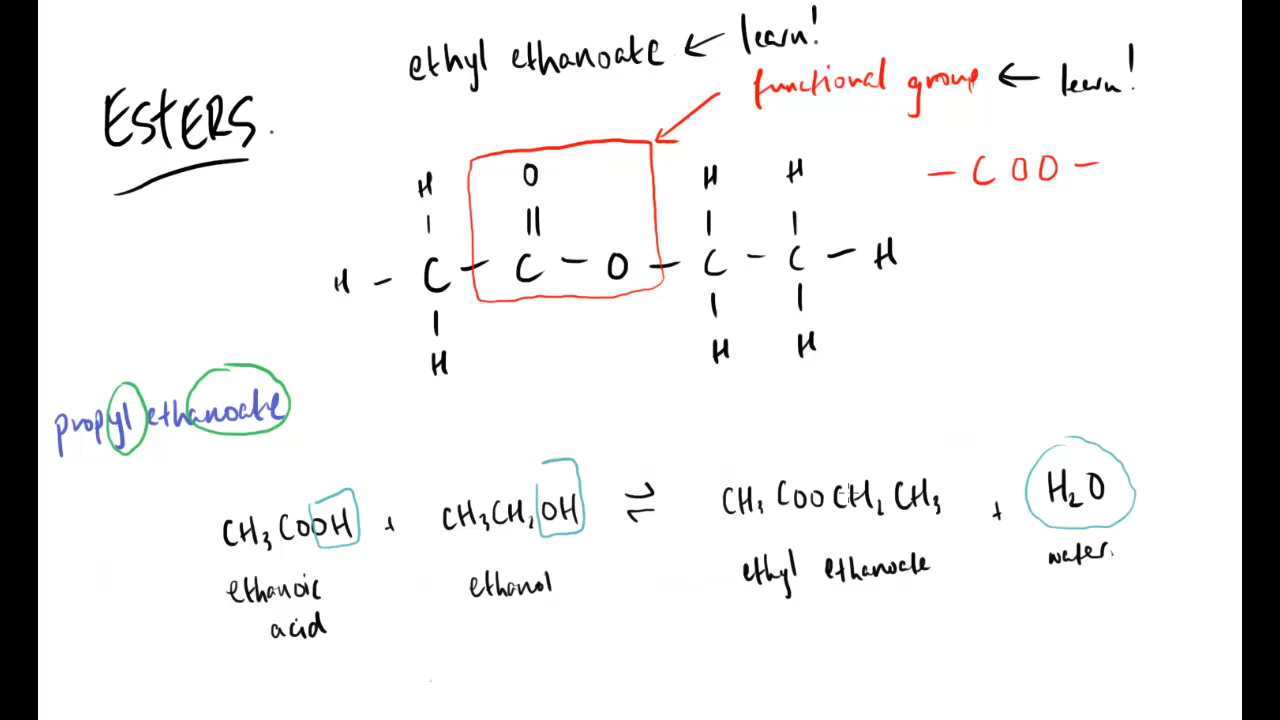 ethyl ethanoate ← learn!
functional group ← learn!
ESTERS.
- COO -
H O H H
H - C - C - O - C - C - H
H H H
propyl ethanoate
CH3COOH + CH3CH2OH ⇌ CH3COOCH2CH3 + H2O
ethanoic acid
ethanol
ethyl ethanoate
water.